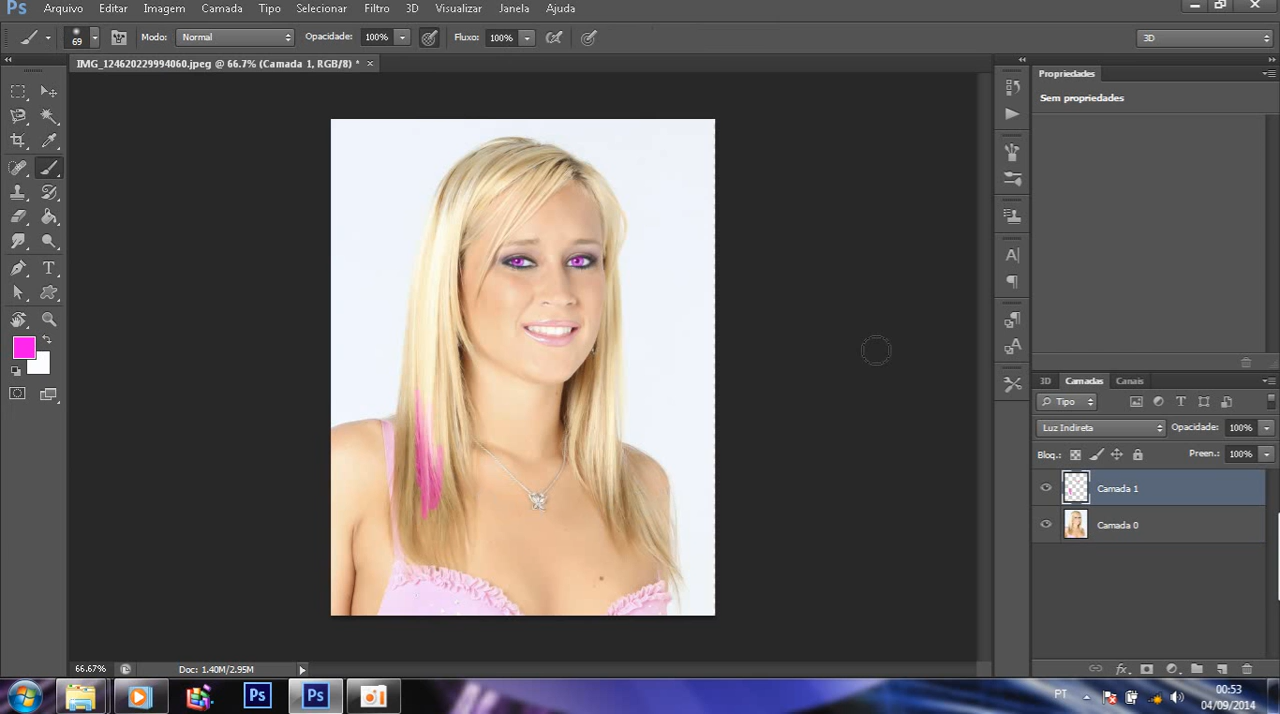 Ps Arquivo Editar Imagem Camada Tipo Selecionar Filtro 3D Visualizar Janela Ajuda
69 Modo: Normal Opacidade: 100% Fluxo: 100% 3D
IMG_124620229994060.jpeg @ 66.7% (Camada 1, RGB/8) * ×
Propriedades
Sem propriedades
3D Camadas Canais
Tipo
Luz Indireta Opacidade: 100%
Bloq.: Preen.: 100%
Camada 1
Camada 0
66.67% Doc: 1.40M/2.95M
Ps Ps PT 00:53
04/09/2014